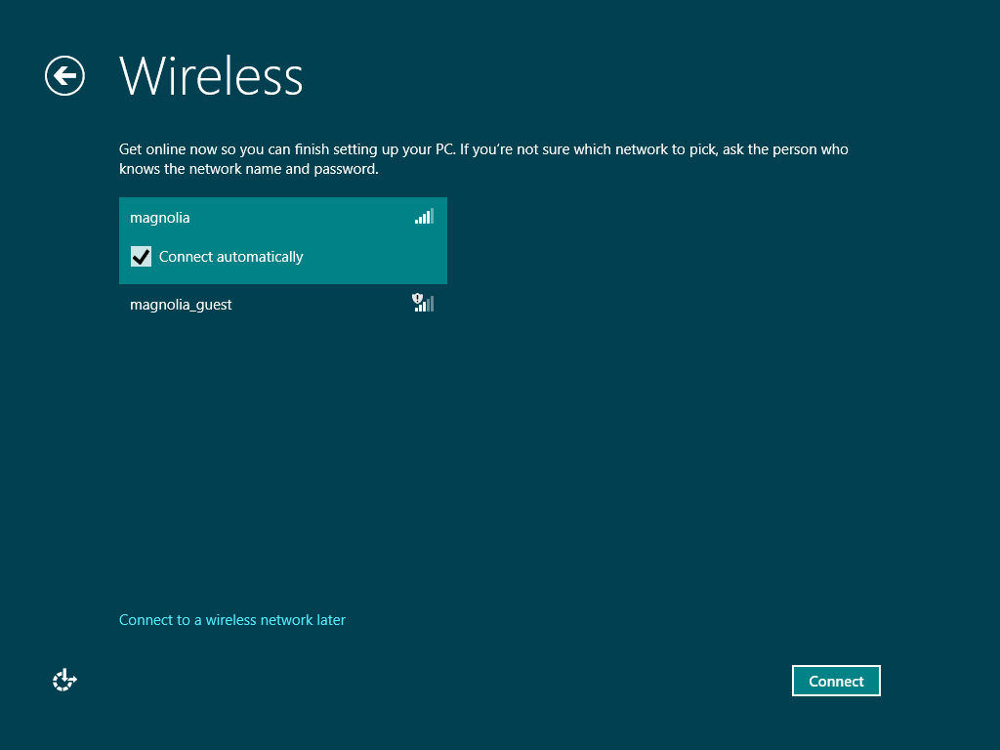 Wireless
Get online now so you can finish setting up your PC. If you’re not sure which network to pick, ask the person who
knows the network name and password.
magnolia
Connect automatically
magnolia_guest
Connect to a wireless network later
Connect